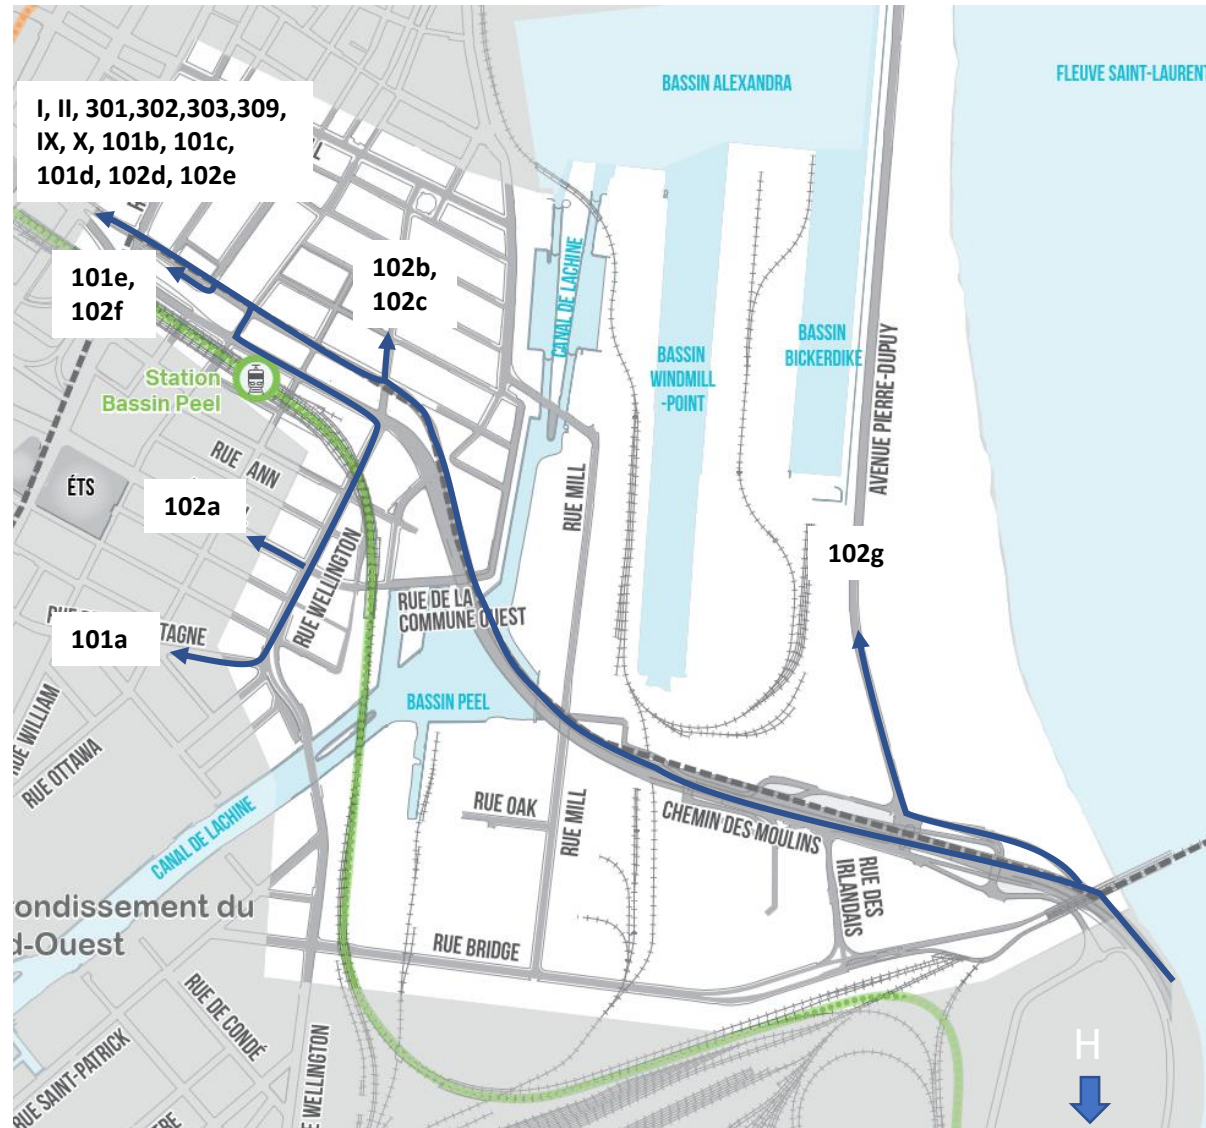 BASSIN ALEXANDRA
FLEUVE SAINT-LAURENT
I, II, 301,302,303,309,
IX, X, 101b, 101c,
101d, 102d, 102e
101e,
102f
102b,
102c
CANAL DE LACHINE
BASSIN
WINDMILL
-POINT
BASSIN
BICKERDIKE
AVENUE PIERRE-DUPUY
Station
Bassin Peel
RUE ANN
ÉTS
102a
RUE MILL
102g
RUE WELLINGTON
RUE DE LA
COMMUNE OUEST
101a
TAGNE
BASSIN PEEL
RUE WILLIAM
RUE OTTAWA
CANAL DE LACHINE
RUE OAK
RUE MILL
CHEMIN DES MOULINS
RUE DES
IRLANDAIS
ondissement du
d-Ouest
RUE BRIDGE
RUE DE CONDÉ
RUE SAINT-PATRICK
E WELLINGTON
H